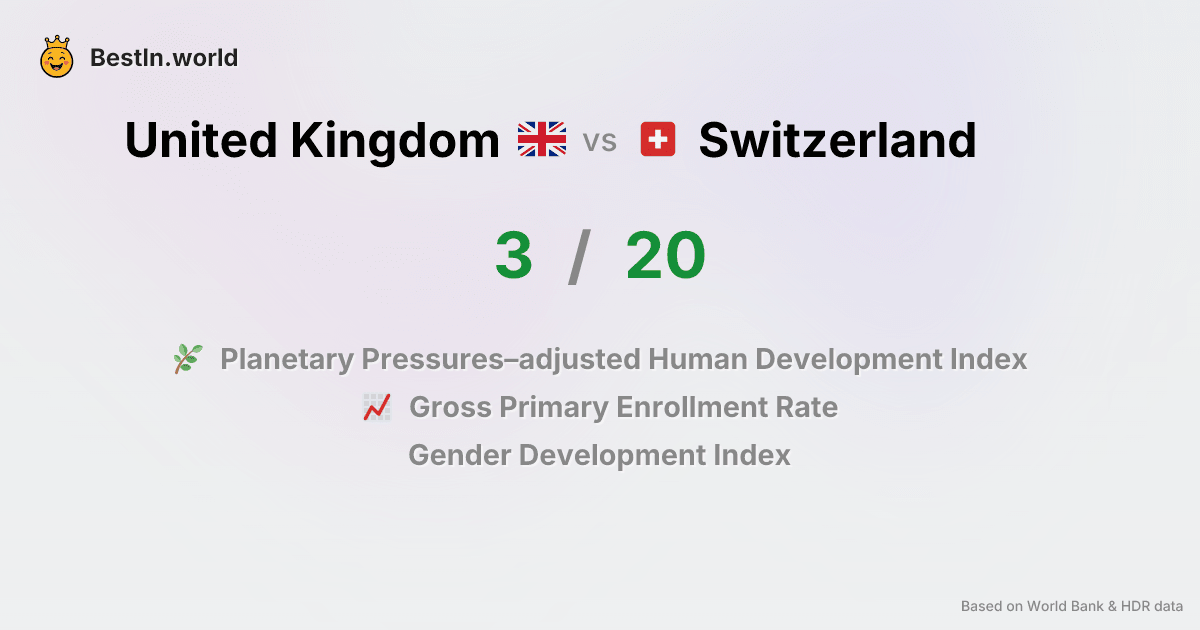 BestIn.world
United Kingdom vs Switzerland
3 / 20
Planetary Pressures–adjusted Human Development Index
Gross Primary Enrollment Rate
Gender Development Index
Based on World Bank & HDR data